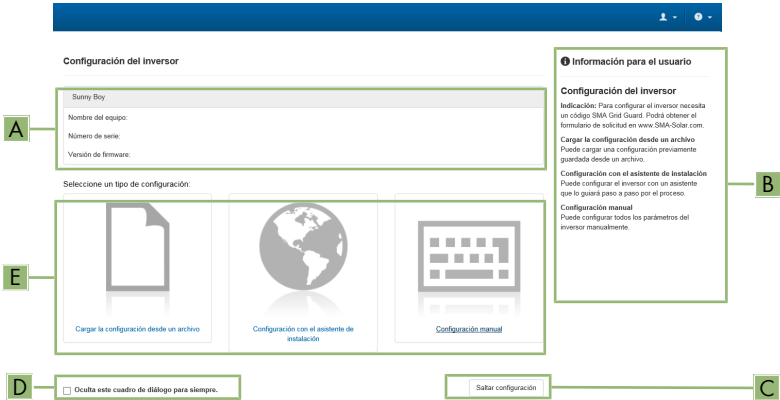 Configuración del inversor
A
Sunny Boy
Nombre del equipo:
Número de serie:
Versión de firmware:
Seleccione un tipo de configuración:
E
Cargar la configuración desde un archivo
Configuración con el asistente de
instalación
Configuración manual
D
Oculta este cuadro de diálogo para siempre.
Saltar configuración
C
Información para el usuario
Configuración del inversor
Indicación: Para configurar el inversor necesita
un código SMA Grid Guard. Podrá obtener el
formulario de solicitud en www.SMA-Solar.com.
Cargar la configuración desde un archivo
Puede cargar una configuración previamente
guardada desde un archivo.
Configuración con el asistente de instalación
Puede configurar el inversor con un asistente
que lo guiará paso a paso por el proceso.
Configuración manual
Puede configurar todos los parámetros del
inversor manualmente.
B